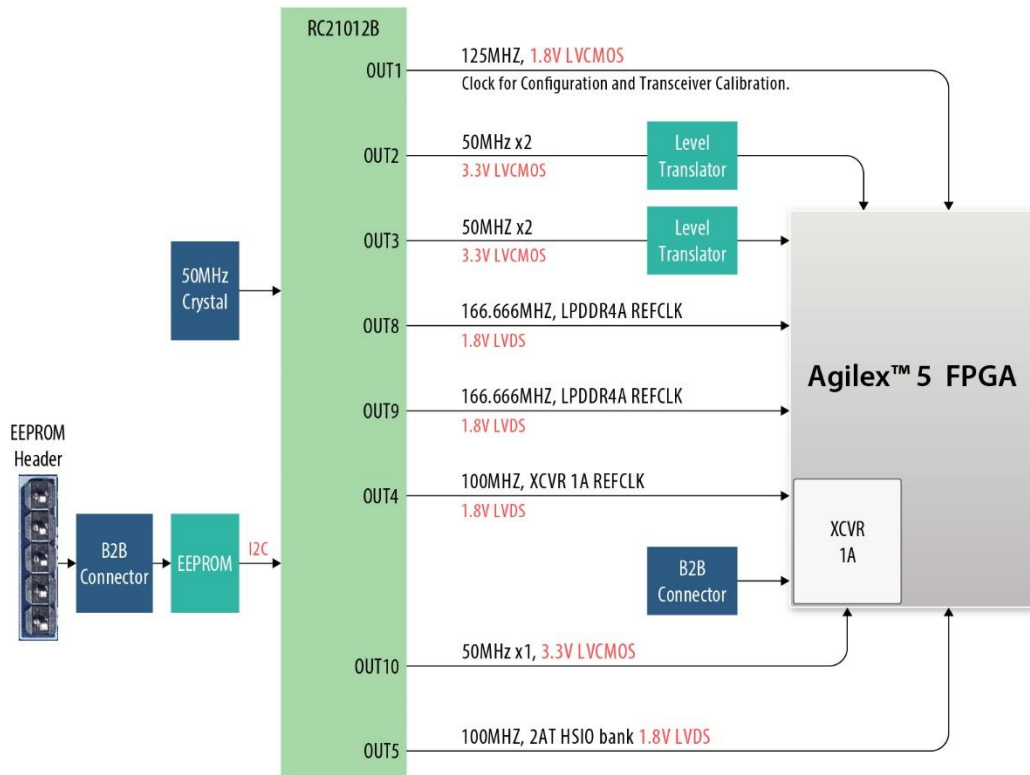 RC21012B
OUT1
125MHZ, 1.8V LVCMOS
Clock for Configuration and Transceiver Calibration.
OUT2
50MHz x2
3.3V LVCMOS
Level
Translator
OUT3
50MHZ x2
3.3V LVCMOS
Level
Translator
50MHz
Crystal
OUT8
166.666MHZ, LPDDR4A REFCLK
1.8V LVDS
Agilex™ 5 FPGA
OUT9
166.666MHZ, LPDDR4A REFCLK
1.8V LVDS
EEPROM
Header
OUT4
100MHZ, XCVR 1A REFCLK
1.8V LVDS
XCVR
1A
B2B
Connector
EEPROM
I2C
B2B
Connector
OUT10
50MHz x1, 3.3V LVCMOS
OUT5
100MHZ, 2AT HSIO bank 1.8V LVDS